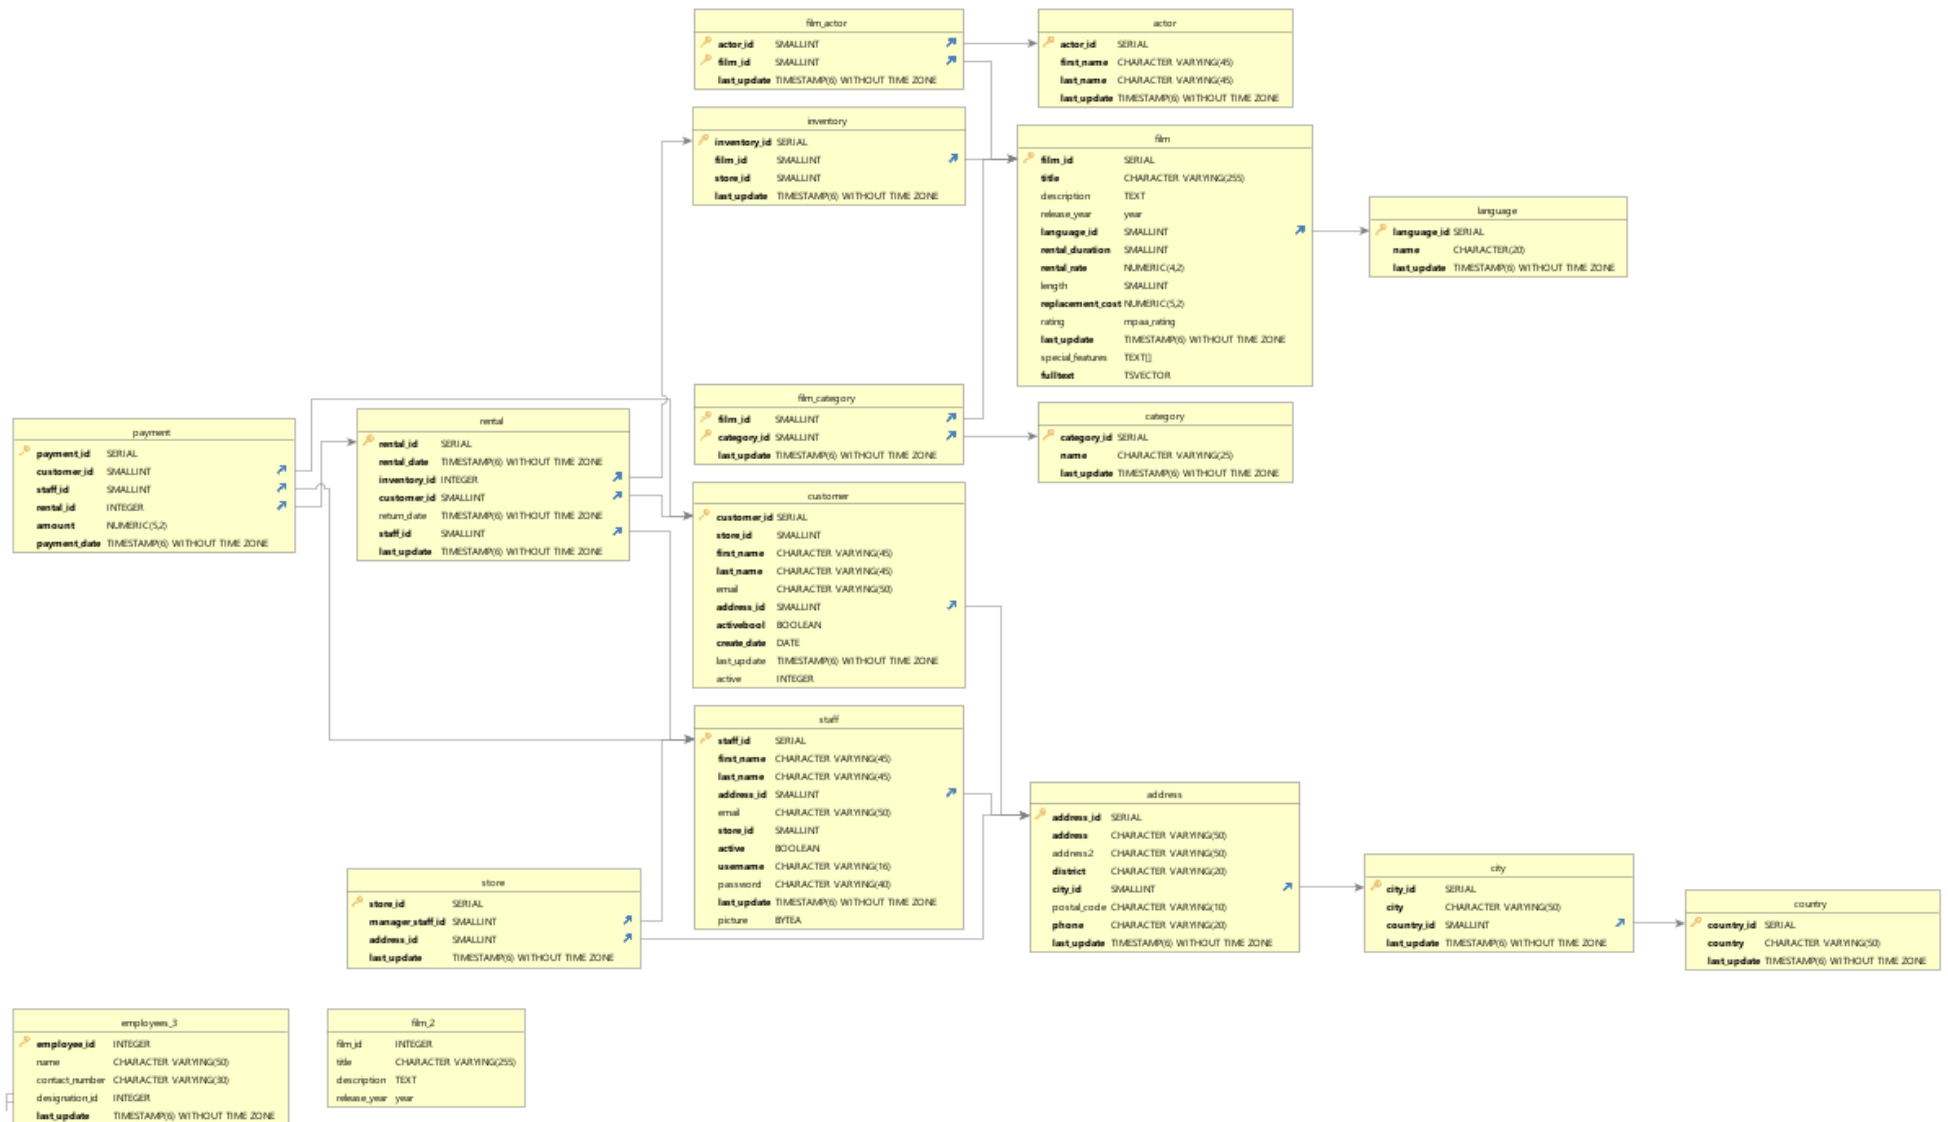 film_actor
actor_id SMALLINT
film_id SMALLINT
last_update TIMESTAMP(6) WITHOUT TIME ZONE
actor
actor_id SERIAL
first_name CHARACTER VARYING(45)
last_name CHARACTER VARYING(45)
last_update TIMESTAMP(6) WITHOUT TIME ZONE
inventory
inventory_id SERIAL
film_id SMALLINT
store_id SMALLINT
last_update TIMESTAMP(6) WITHOUT TIME ZONE
film
film_id SERIAL
title CHARACTER VARYING(255)
description TEXT
release_year year
language_id SMALLINT
rental_duration SMALLINT
rental_rate NUMERIC(4,2)
length SMALLINT
replacement_cost NUMERIC(5,2)
rating mpaa_rating
last_update TIMESTAMP(6) WITHOUT TIME ZONE
special_features TEXT[]
fulltext TSVECTOR
language
language_id SERIAL
name CHARACTER(20)
last_update TIMESTAMP(6) WITHOUT TIME ZONE
payment
payment_id SERIAL
customer_id SMALLINT
staff_id SMALLINT
rental_id INTEGER
amount NUMERIC(5,2)
payment_date TIMESTAMP(6) WITHOUT TIME ZONE
rental
rental_id SERIAL
rental_date TIMESTAMP(6) WITHOUT TIME ZONE
inventory_id INTEGER
customer_id SMALLINT
return_date TIMESTAMP(6) WITHOUT TIME ZONE
staff_id SMALLINT
last_update TIMESTAMP(6) WITHOUT TIME ZONE
film_category
film_id SMALLINT
category_id SMALLINT
last_update TIMESTAMP(6) WITHOUT TIME ZONE
category
category_id SERIAL
name CHARACTER VARYING(25)
last_update TIMESTAMP(6) WITHOUT TIME ZONE
customer
customer_id SERIAL
store_id SMALLINT
first_name CHARACTER VARYING(45)
last_name CHARACTER VARYING(45)
email CHARACTER VARYING(50)
address_id SMALLINT
activebool BOOLEAN
create_date DATE
last_update TIMESTAMP(6) WITHOUT TIME ZONE
active INTEGER
staff
staff_id SERIAL
first_name CHARACTER VARYING(45)
last_name CHARACTER VARYING(45)
address_id SMALLINT
email CHARACTER VARYING(50)
store_id SMALLINT
active BOOLEAN
username CHARACTER VARYING(16)
password CHARACTER VARYING(40)
last_update TIMESTAMP(6) WITHOUT TIME ZONE
picture BYTEA
store
store_id SERIAL
manager_staff_id SMALLINT
address_id SMALLINT
last_update TIMESTAMP(6) WITHOUT TIME ZONE
address
address_id SERIAL
address CHARACTER VARYING(50)
address2 CHARACTER VARYING(50)
district CHARACTER VARYING(20)
city_id SMALLINT
postal_code CHARACTER VARYING(10)
phone CHARACTER VARYING(20)
last_update TIMESTAMP(6) WITHOUT TIME ZONE
city
city_id SERIAL
city CHARACTER VARYING(50)
country_id SMALLINT
last_update TIMESTAMP(6) WITHOUT TIME ZONE
country
country_id SERIAL
country CHARACTER VARYING(50)
last_update TIMESTAMP(6) WITHOUT TIME ZONE
employees_3
employee_id INTEGER
name CHARACTER VARYING(50)
contact_number CHARACTER VARYING(30)
designation_id INTEGER
last_update TIMESTAMP(6) WITHOUT TIME ZONE
film_2
film_id INTEGER
title CHARACTER VARYING(255)
description TEXT
release_year year